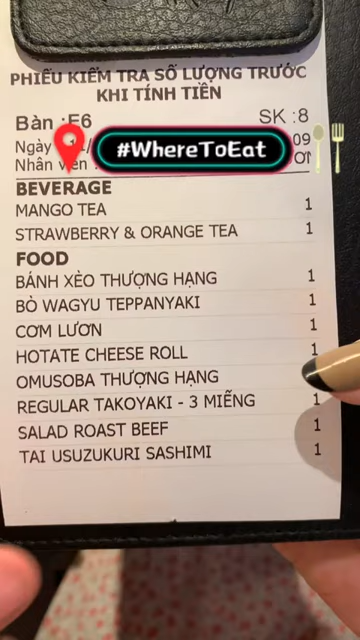 PHIẾU KIỂM TRA SỐ LƯỢNG TRƯỚC
KHI TÍNH TIỀN
Bàn :E6 SK :8
Ngày 09
#WhereToEat
Nhân viên :
BEVERAGE
MANGO TEA 1
STRAWBERRY & ORANGE TEA 1
FOOD
BÁNH XÈO THƯỢNG HẠNG 1
BÒ WAGYU TEPPANYAKI 1
CƠM LƯƠN 1
HOTATE CHEESE ROLL 1
OMUSOBA THƯỢNG HẠNG
REGULAR TAKOYAKI - 3 MIẾNG 1
SALAD ROAST BEEF 1
TAI USUZUKURI SASHIMI 1